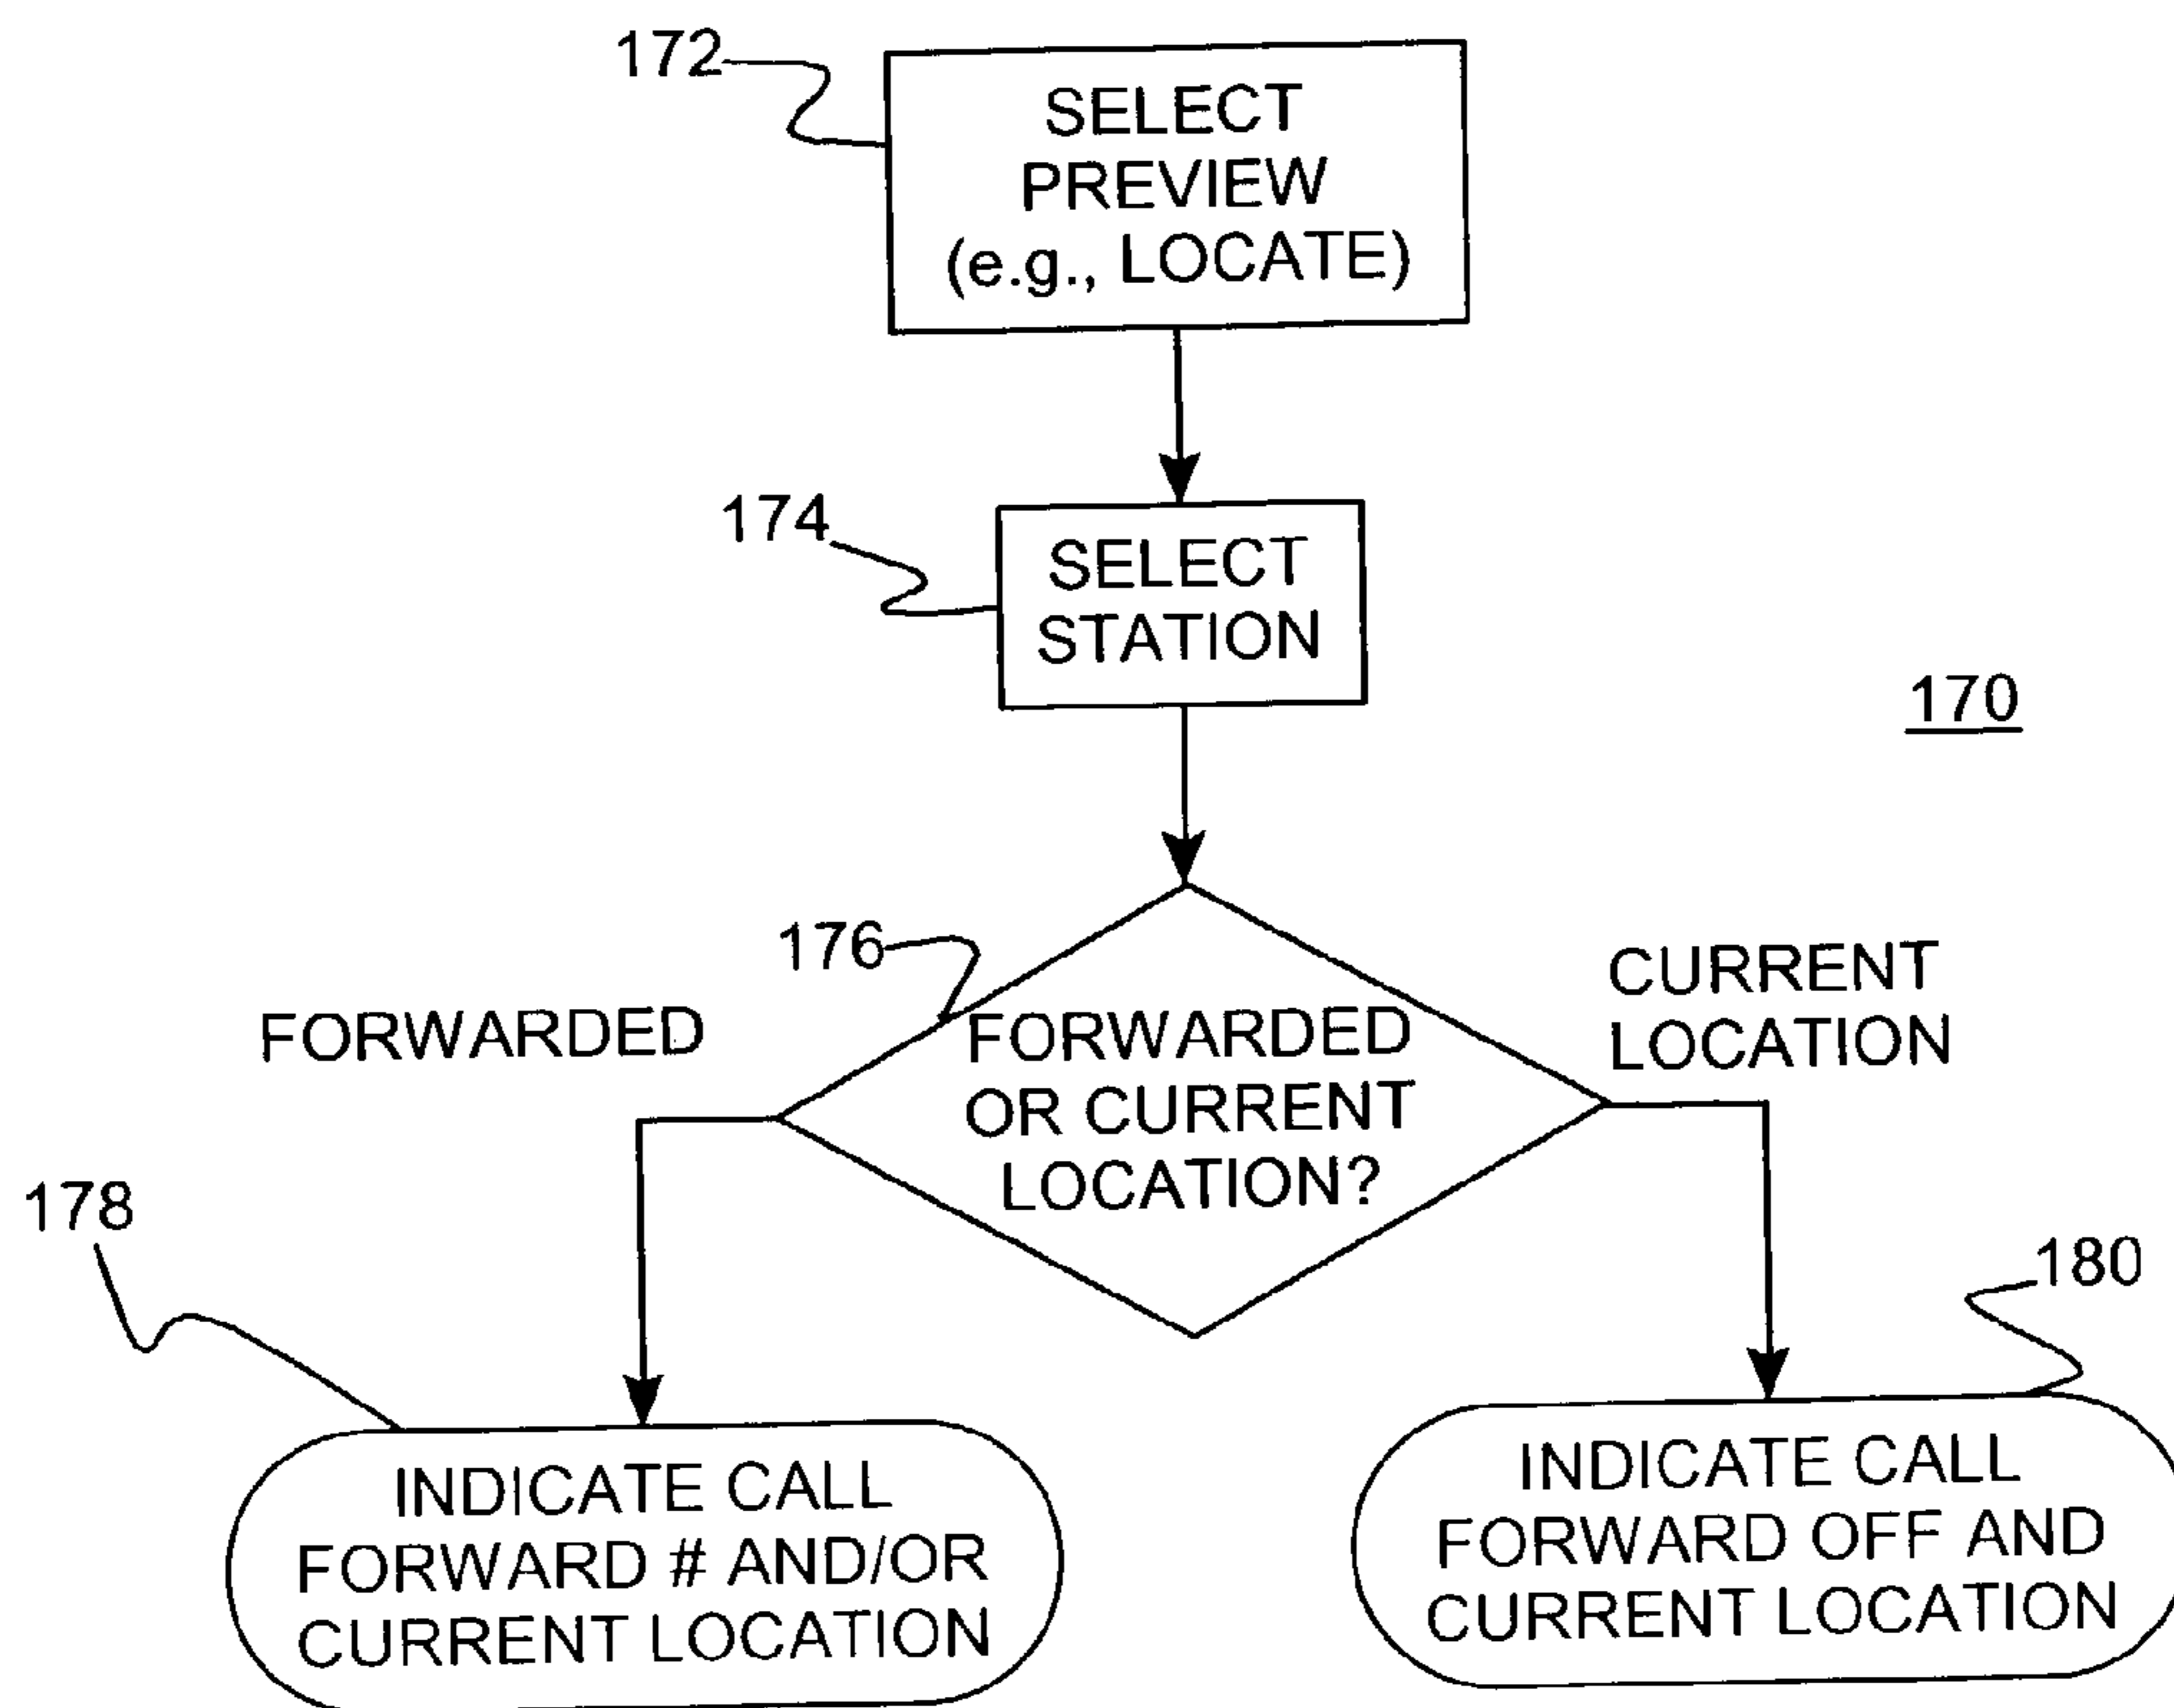 172
SELECT
PREVIEW
(e.g., LOCATE)
174
SELECT
STATION
170
176
FORWARDED
FORWARDED
OR CURRENT
LOCATION?
CURRENT
LOCATION
178
180
INDICATE CALL
FORWARD # AND/OR
CURRENT LOCATION
INDICATE CALL
FORWARD OFF AND
CURRENT LOCATION